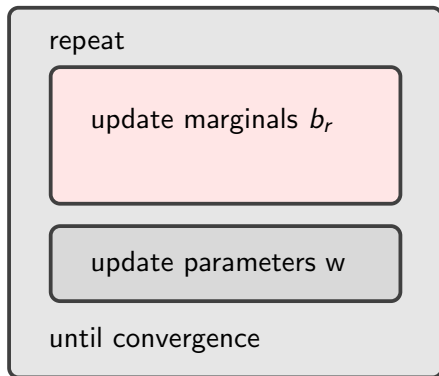 repeat
update marginals b_r
update parameters w
until convergence